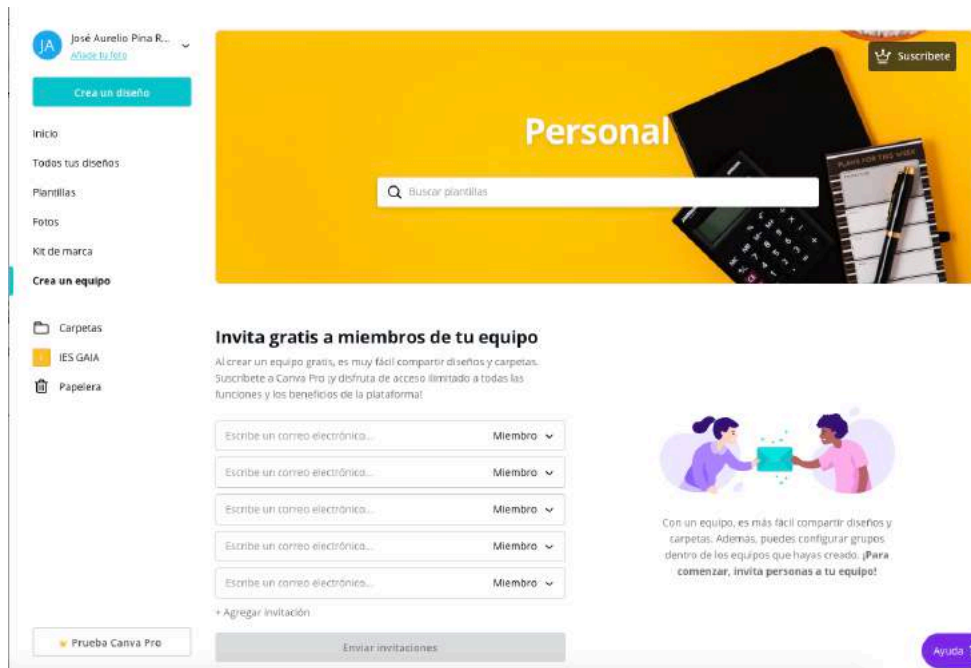 JA
José Aurelio Pina R...
Añade tu foto
Crea un diseño
Inicio
Todos tus diseños
Plantillas
Fotos
Kit de marca
Crea un equipo
Carpetas
IES GAIA
Papelera
Prueba Canva Pro
Suscríbete
Personal
Buscar plantillas
PLANS FOR THIS WEEK
Invita gratis a miembros de tu equipo
Al crear un equipo gratis, es muy fácil compartir diseños y carpetas.
Suscríbete a Canva Pro ¡y disfruta de acceso ilimitado a todas las
funciones y los beneficios de la plataforma!
Escribe un correo electrónico... Miembro
Escribe un correo electrónico... Miembro
Escribe un correo electrónico... Miembro
Escribe un correo electrónico... Miembro
Escribe un correo electrónico... Miembro
+ Agregar invitación
Enviar invitaciones
Con un equipo, es más fácil compartir diseños y
carpetas. Además, puedes configurar grupos
dentro de los equipos que hayas creado. ¡Para
comenzar, invita personas a tu equipo!
Ayuda